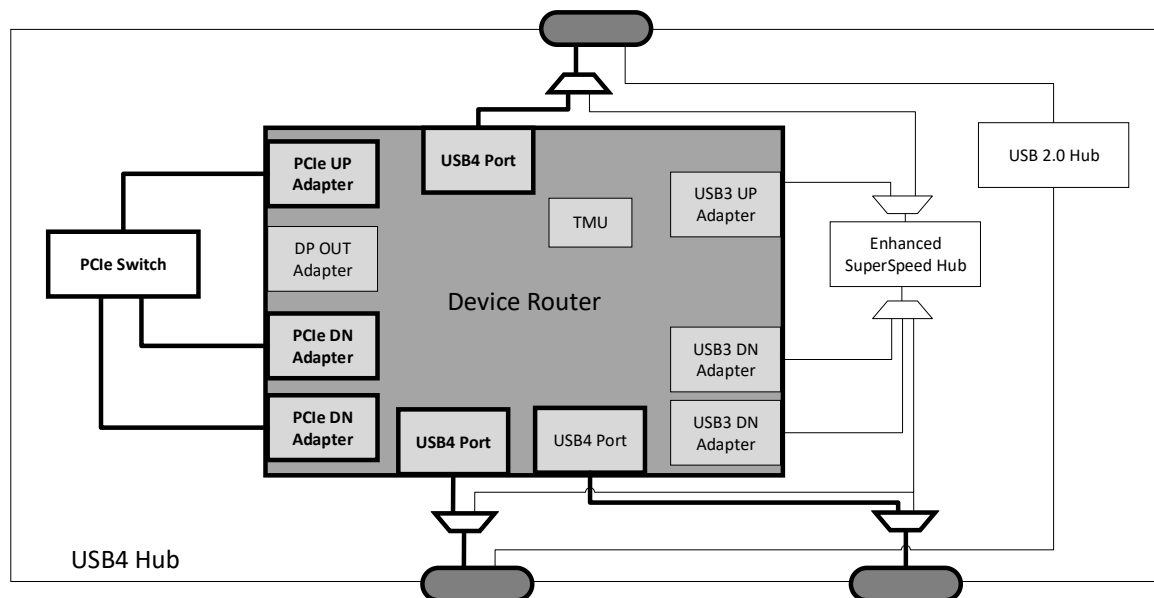 USB4 Port
USB 2.0 Hub
PCIe UP
Adapter
USB3 UP
Adapter
TMU
DP OUT
Adapter
PCIe Switch
Enhanced
SuperSpeed Hub
Device Router
PCIe DN
Adapter
USB3 DN
Adapter
PCIe DN
Adapter
USB4 Port
USB4 Port
USB3 DN
Adapter
USB4 Hub